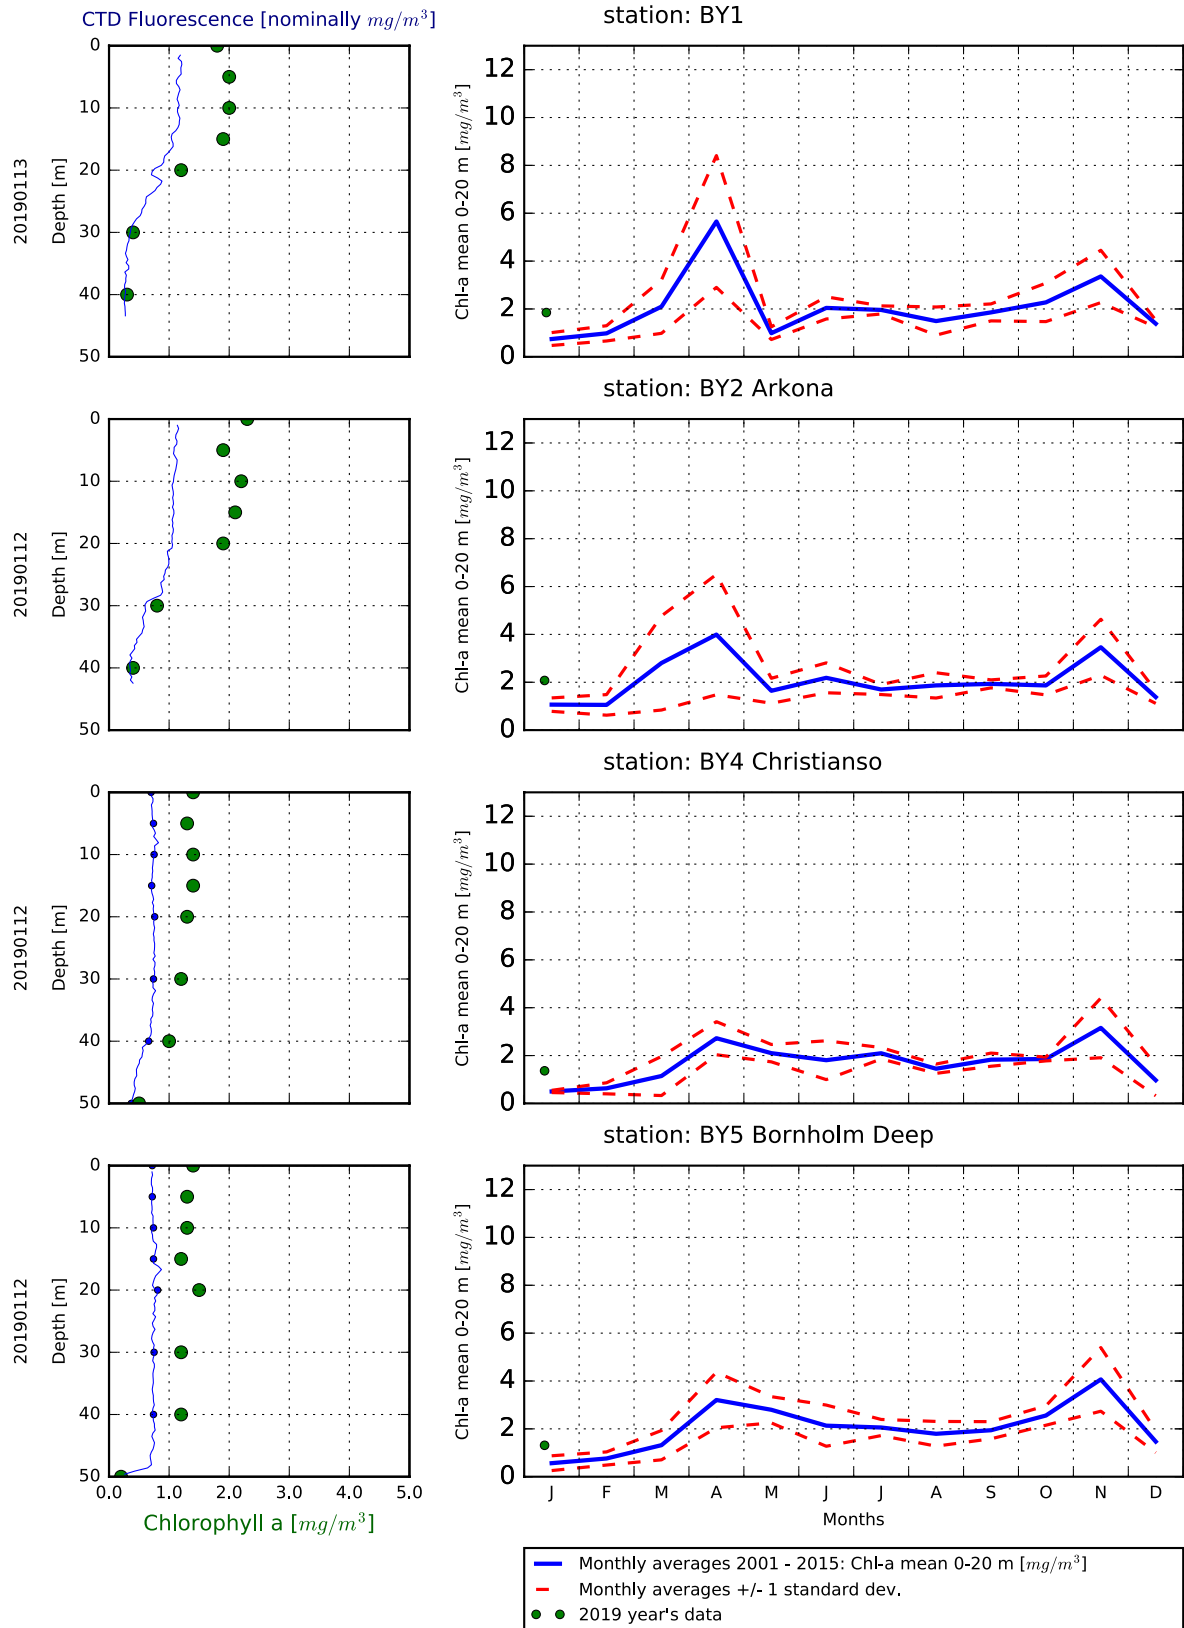 CTD Fluorescence [nominally mg/m³]
station: BY1
20190113
Depth [m]
0
10
20
30
40
50
Chl-a mean 0-20 m [mg/m³]
12
10
8
6
4
2
0
station: BY2 Arkona
20190112
Depth [m]
0
10
20
30
40
50
Chl-a mean 0-20 m [mg/m³]
12
10
8
6
4
2
0
station: BY4 Christianso
20190112
Depth [m]
0
10
20
30
40
50
Chl-a mean 0-20 m [mg/m³]
12
10
8
6
4
2
0
station: BY5 Bornholm Deep
20190112
Depth [m]
0
10
20
30
40
50
0.0 1.0 2.0 3.0 4.0 5.0
Chlorophyll a [mg/m³]
Chl-a mean 0-20 m [mg/m³]
12
10
8
6
4
2
0
J F M A M J J A S O N D
Months
Monthly averages 2001 - 2015: Chl-a mean 0-20 m [mg/m³]
Monthly averages +/- 1 standard dev.
2019 year's data